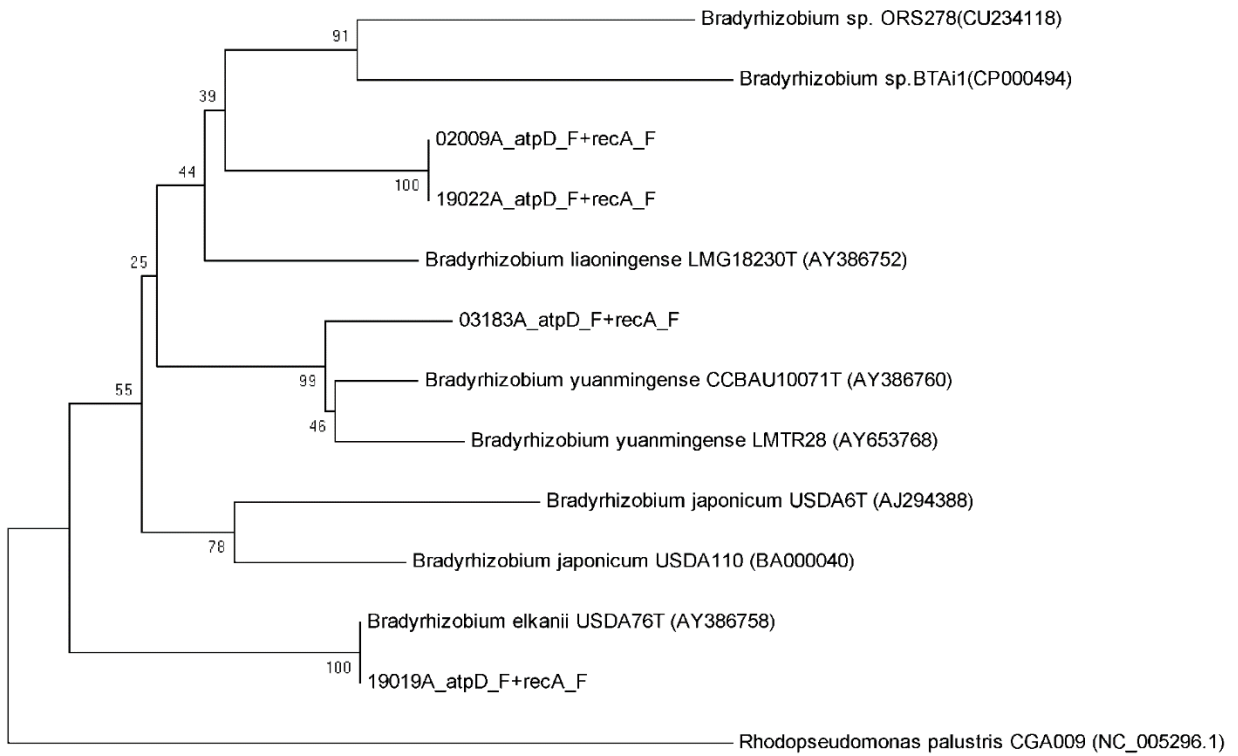 Bradyrhizobium sp. ORS278(CU234118)
91
Bradyrhizobium sp.BTAi1(CP000494)
39
02009A_atpD_F+recA_F
44
100
19022A_atpD_F+recA_F
Bradyrhizobium liaoningense LMG18230T (AY386752)
25
03183A_atpD_F+recA_F
99
Bradyrhizobium yuanmingense CCBAU10071T (AY386760)
55
46
Bradyrhizobium yuanmingense LMTR28 (AY653768)
Bradyrhizobium japonicum USDA6T (AJ294388)
78
Bradyrhizobium japonicum USDA110 (BA000040)
Bradyrhizobium elkanii USDA76T (AY386758)
100
19019A_atpD_F+recA_F
Rhodopseudomonas palustris CGA009 (NC_005296.1)